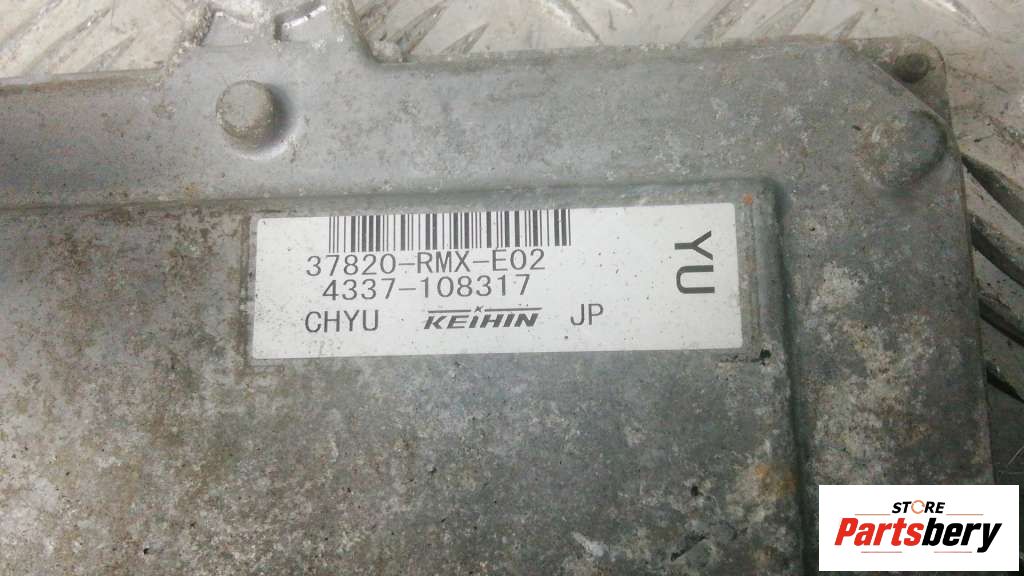 37820-RMX-E02
4337-108317
CHYU KEIHIN JP
YU
STORE
Partsbery